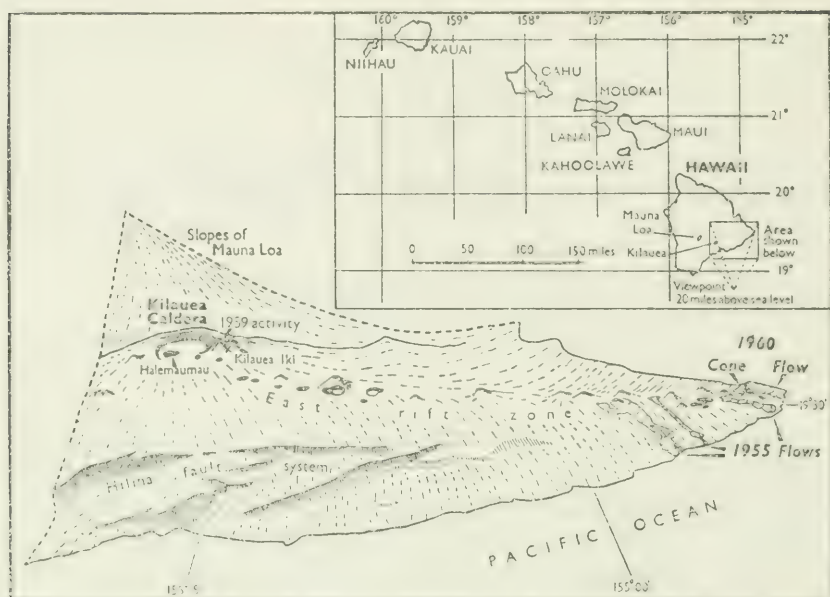 160° 159° 158° 157° 156° 155°
22°
NIIHAU
KAUAI
OAHU
MOLOKAI
21°
LANAI
MAUI
KAHOOLAWE
HAWAII
20°
Mauna
Loa
Kilauea
Area
shown
below
0 50 100 150 miles
19°
Viewpoint
20 miles above sea level
Slopes of
Mauna Loa
Kilauea
Caldera
1959 activity
Kilauea Iki
Halemaumau
1960
Cone
Flow
East rift zone
19°30'
1955 Flows
Hilina fault system
PACIFIC OCEAN
155°00'